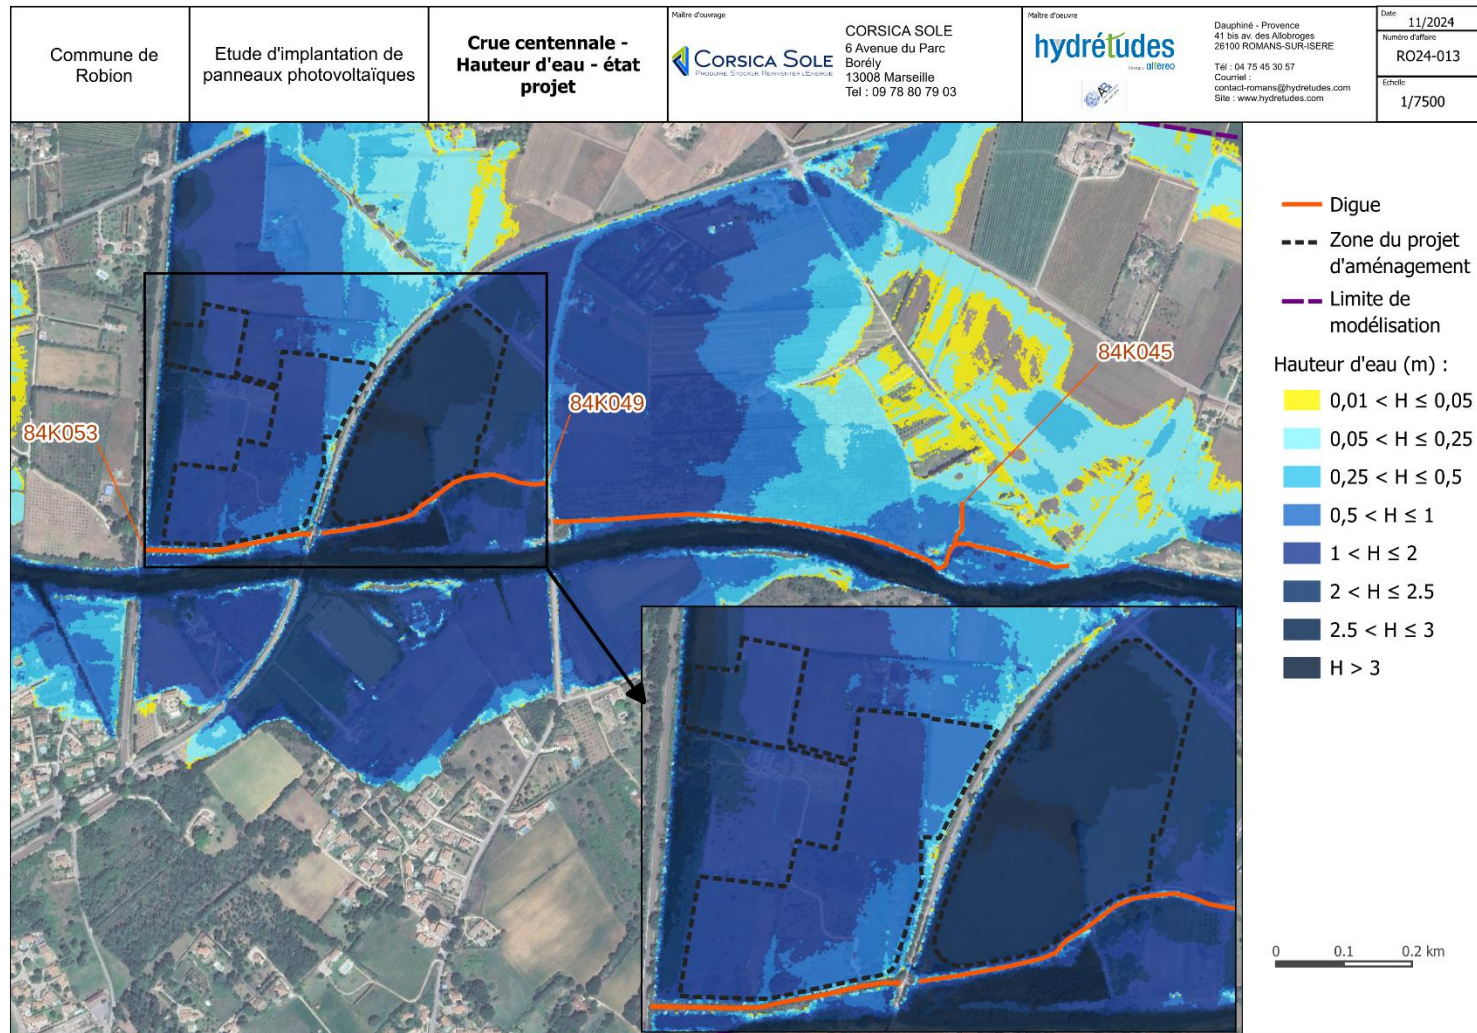 Commune de
Robion
Etude d'implantation de
panneaux photovoltaïques
Crue centennale -
Hauteur d'eau - état
projet
Maître d'ouvrage
CORSICA SOLE
PRODUIRE, STOCKER, RÉINVENTER L'ENERGIE
CORSICA SOLE
6 Avenue du Parc
Borély
13008 Marseille
Tel : 09 78 80 79 03
Maître d'oeuvre
hydrétudes
Groupe altereo
Dauphiné - Provence
41 bis av. des Allobroges
26100 ROMANS-SUR-ISERE
Tél : 04 75 45 30 57
Courriel :
contact-romans@hydretudes.com
Site : www.hydretudes.com
Date
11/2024
Numéro d'affaire
RO24-013
Echelle
1/7500
84K053
84K049
84K045
Digue
Zone du projet
d'aménagement
Limite de
modélisation
Hauteur d'eau (m) :
0,01 < H ≤ 0,05
0,05 < H ≤ 0,25
0,25 < H ≤ 0,5
0,5 < H ≤ 1
1 < H ≤ 2
2 < H ≤ 2.5
2.5 < H ≤ 3
H > 3
0 0.1 0.2 km